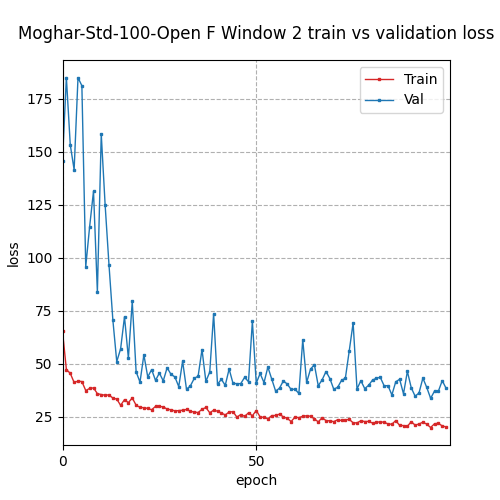 Moghar-Std-100-Open F Window 2 train vs validation loss
Train
Val
175
150
125
100
75
50
25
loss
0
50
epoch